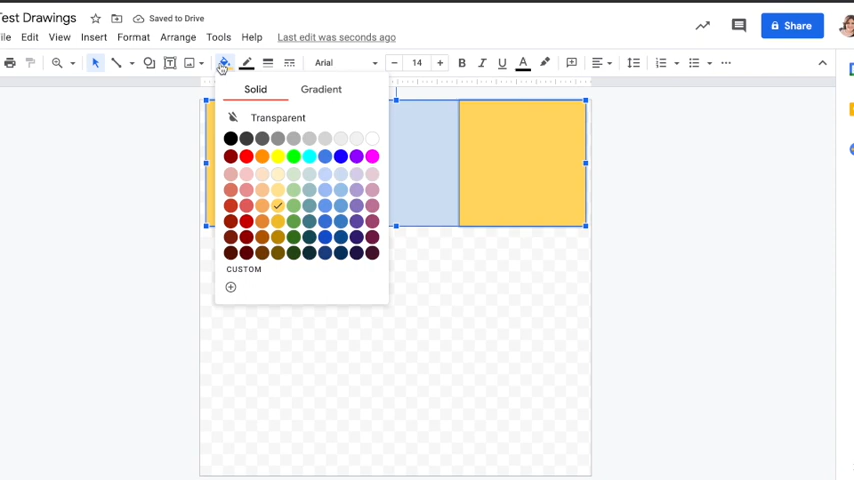 Test Drawings Saved to Drive
ile Edit View Insert Format Arrange Tools Help Last edit was seconds ago Share
Arial 14 B I U A
Solid Gradient
Transparent
CUSTOM